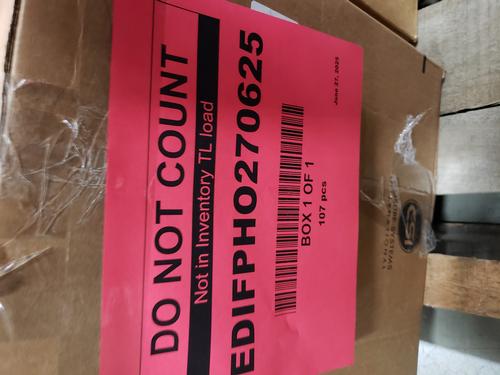 DO NOT COUNT
Not in Inventory TL load
EDIFPHO270625
BOX 1 OF 1
107 pcs
June 27, 2025